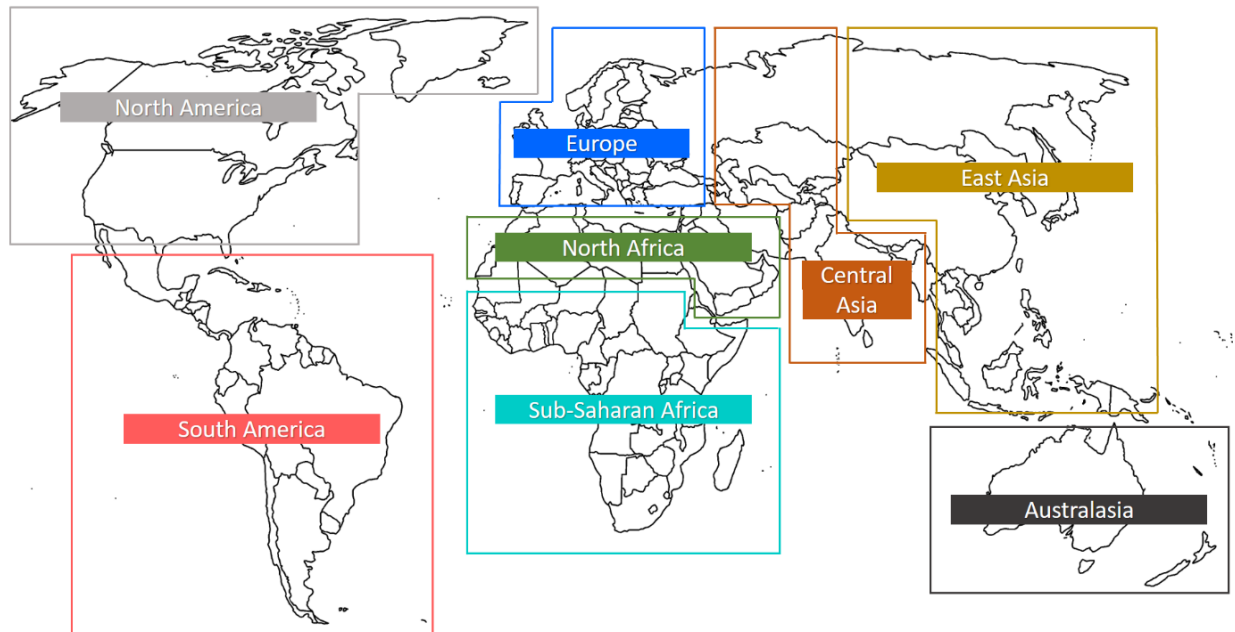 North America
Europe
East Asia
North Africa
Central
Asia
Sub-Saharan Africa
South America
Australasia